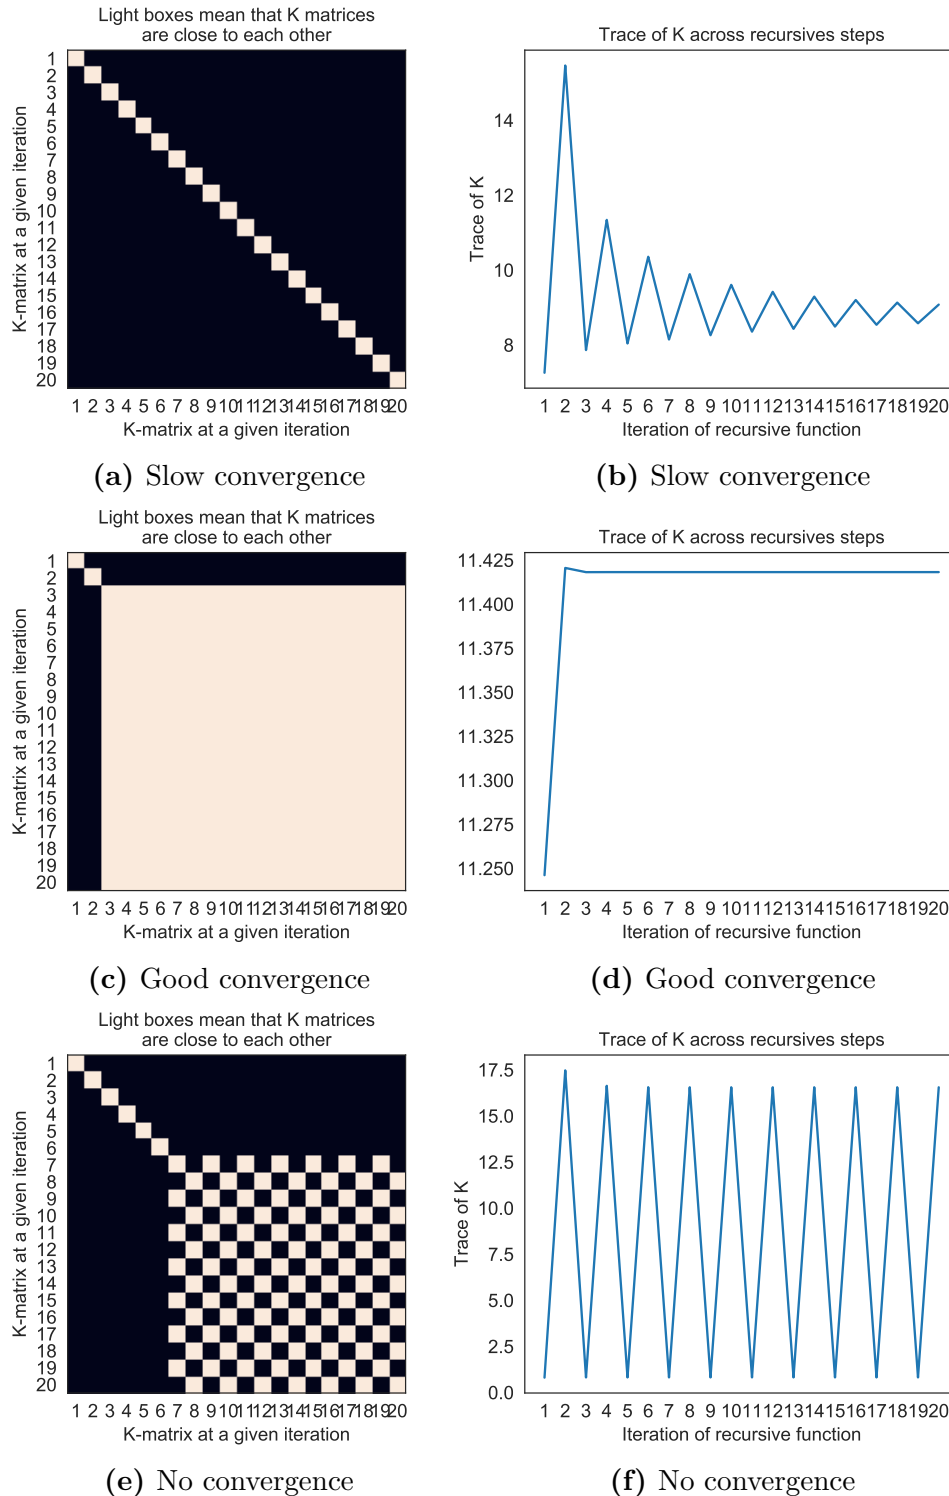 Light boxes mean that K matrices
are close to each other
K-matrix at a given iteration
1
2
3
4
5
6
7
8
9
10
11
12
13
14
15
16
17
18
19
20
1 2 3 4 5 6 7 8 9 10 11 12 13 14 15 16 17 18 19 20
K-matrix at a given iteration
(a) Slow convergence
Trace of K across recursives steps
Trace of K
14
12
10
8
1 2 3 4 5 6 7 8 9 10 11 12 13 14 15 16 17 18 19 20
Iteration of recursive function
(b) Slow convergence
Light boxes mean that K matrices
are close to each other
K-matrix at a given iteration
1
2
3
4
5
6
7
8
9
10
11
12
13
14
15
16
17
18
19
20
1 2 3 4 5 6 7 8 9 10 11 12 13 14 15 16 17 18 19 20
K-matrix at a given iteration
(c) Good convergence
Trace of K across recursives steps
Trace of K
11.425
11.400
11.375
11.350
11.325
11.300
11.275
11.250
1 2 3 4 5 6 7 8 9 10 11 12 13 14 15 16 17 18 19 20
Iteration of recursive function
(d) Good convergence
Light boxes mean that K matrices
are close to each other
K-matrix at a given iteration
1
2
3
4
5
6
7
8
9
10
11
12
13
14
15
16
17
18
19
20
1 2 3 4 5 6 7 8 9 10 11 12 13 14 15 16 17 18 19 20
K-matrix at a given iteration
(e) No convergence
Trace of K across recursives steps
Trace of K
17.5
15.0
12.5
10.0
7.5
5.0
2.5
0.0
1 2 3 4 5 6 7 8 9 10 11 12 13 14 15 16 17 18 19 20
Iteration of recursive function
(f) No convergence